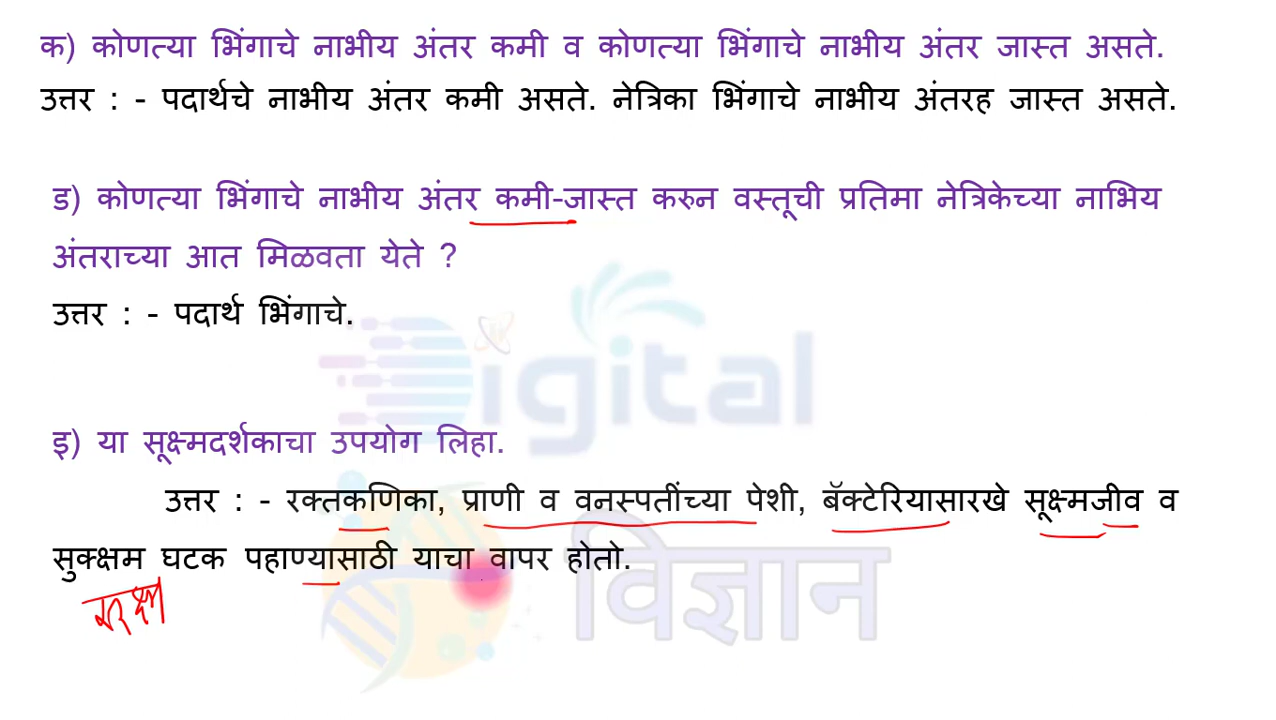 क) कोणत्या भिंगाचे नाभीय अंतर कमी व कोणत्या भिंगाचे नाभीय अंतर जास्त असते.
उत्तर : - पदार्थचे नाभीय अंतर कमी असते. नेत्रिका भिंगाचे नाभीय अंतरह जास्त असते.
ड) कोणत्या भिंगाचे नाभीय अंतर कमी-जास्त करुन वस्तूची प्रतिमा नेत्रिकेच्या नाभिय
अंतराच्या आत मिळवता येते ?
उत्तर : - पदार्थ भिंगाचे.
igital
इ) या सूक्ष्मदर्शकाचा उपयोग लिहा.
उत्तर : - रक्तकणिका, प्राणी व वनस्पतींच्या पेशी, बॅक्टेरियासारखे सूक्ष्मजीव व
सुक्क्षम घटक पहाण्यासाठी याचा वापर होतो.
विज्ञान